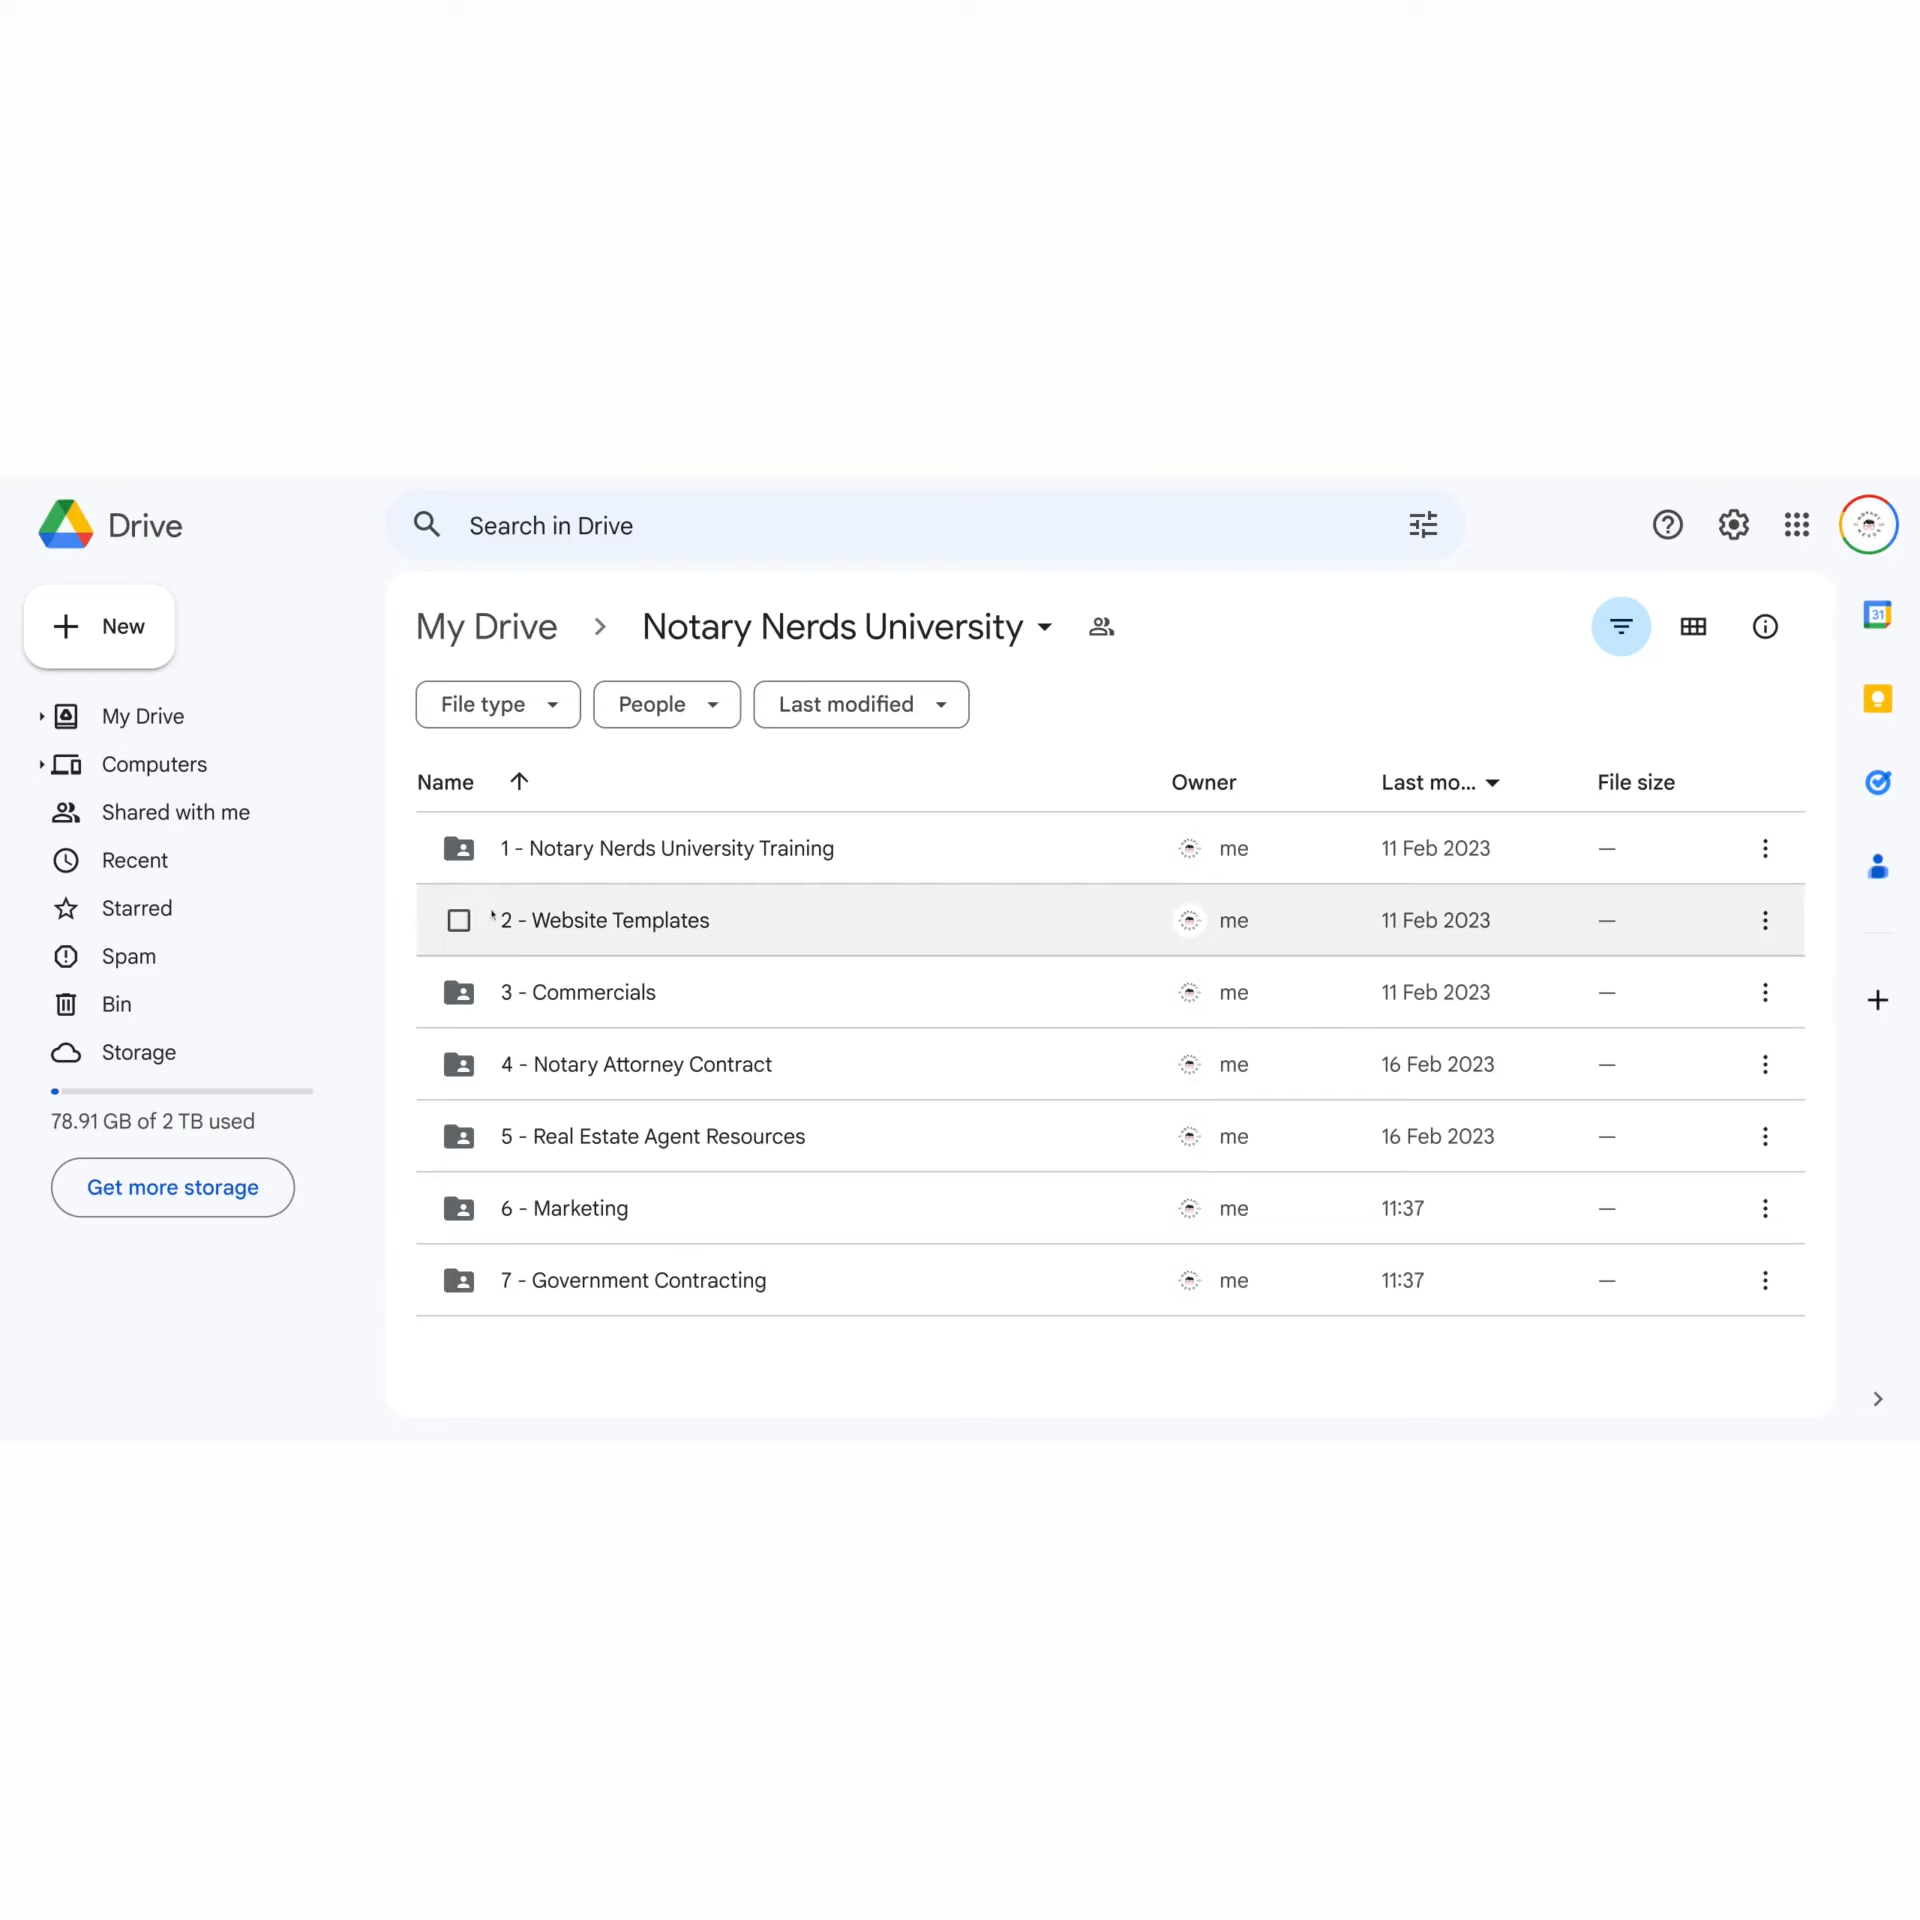 Drive
Search in Drive
New
My Drive
Computers
Shared with me
Recent
Starred
Spam
Bin
Storage
78.91 GB of 2 TB used
Get more storage
My Drive Notary Nerds University
File type People Last modified
Name Owner Last mo... File size
1 - Notary Nerds University Training me 11 Feb 2023 —
2 - Website Templates me 11 Feb 2023 —
3 - Commercials me 11 Feb 2023 —
4 - Notary Attorney Contract me 16 Feb 2023 —
5 - Real Estate Agent Resources me 16 Feb 2023 —
6 - Marketing me 11:37 —
7 - Government Contracting me 11:37 —
31